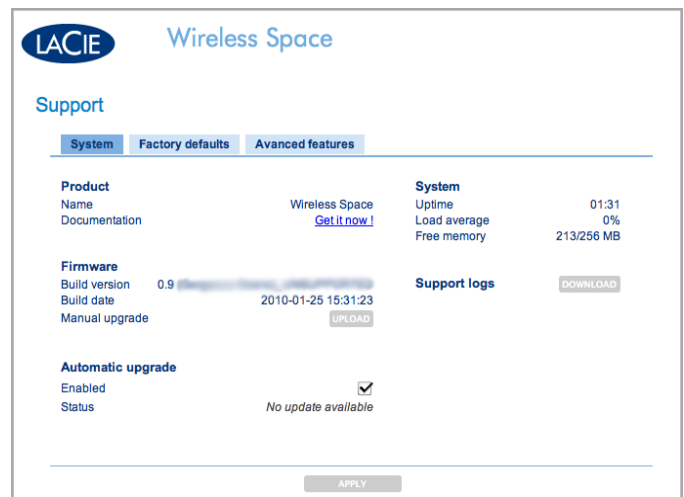 LACIE
Wireless Space
Support
System Factory defaults Avanced features
Product
Name Wireless Space
Documentation Get it now !
Firmware
Build version 0.9
Build date 2010-01-25 15:31:23
Manual upgrade UPLOAD
Automatic upgrade
Enabled
Status No update available
System
Uptime 01:31
Load average 0%
Free memory 213/256 MB
Support logs DOWNLOAD
APPLY